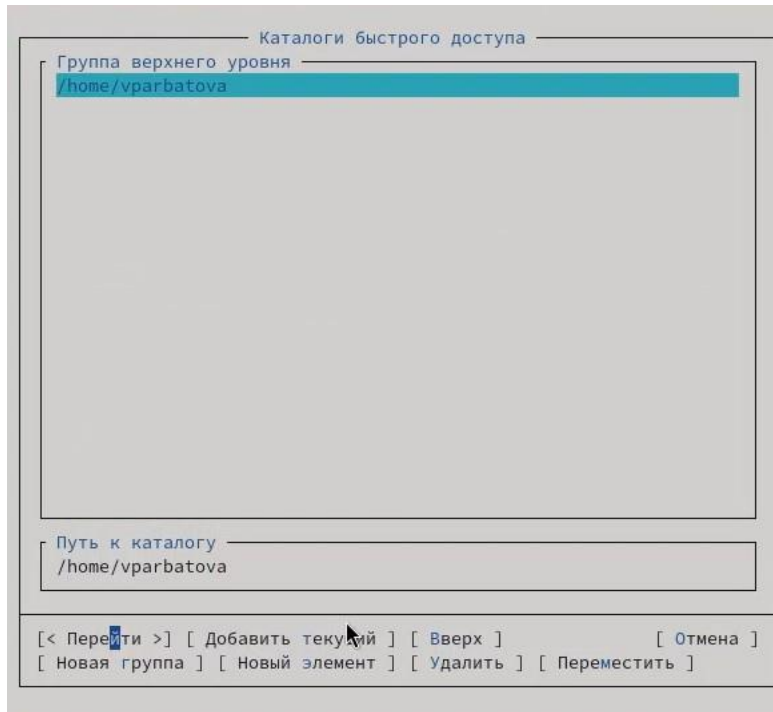 Каталоги быстрого доступа
Группа верхнего уровня
/home/vparbatova
Путь к каталогу
/home/vparbatova
[< Перейти >] [ Добавить текущий ] [ Вверх ] [ Отмена ]
[ Новая группа ] [ Новый элемент ] [ Удалить ] [ Переместить ]